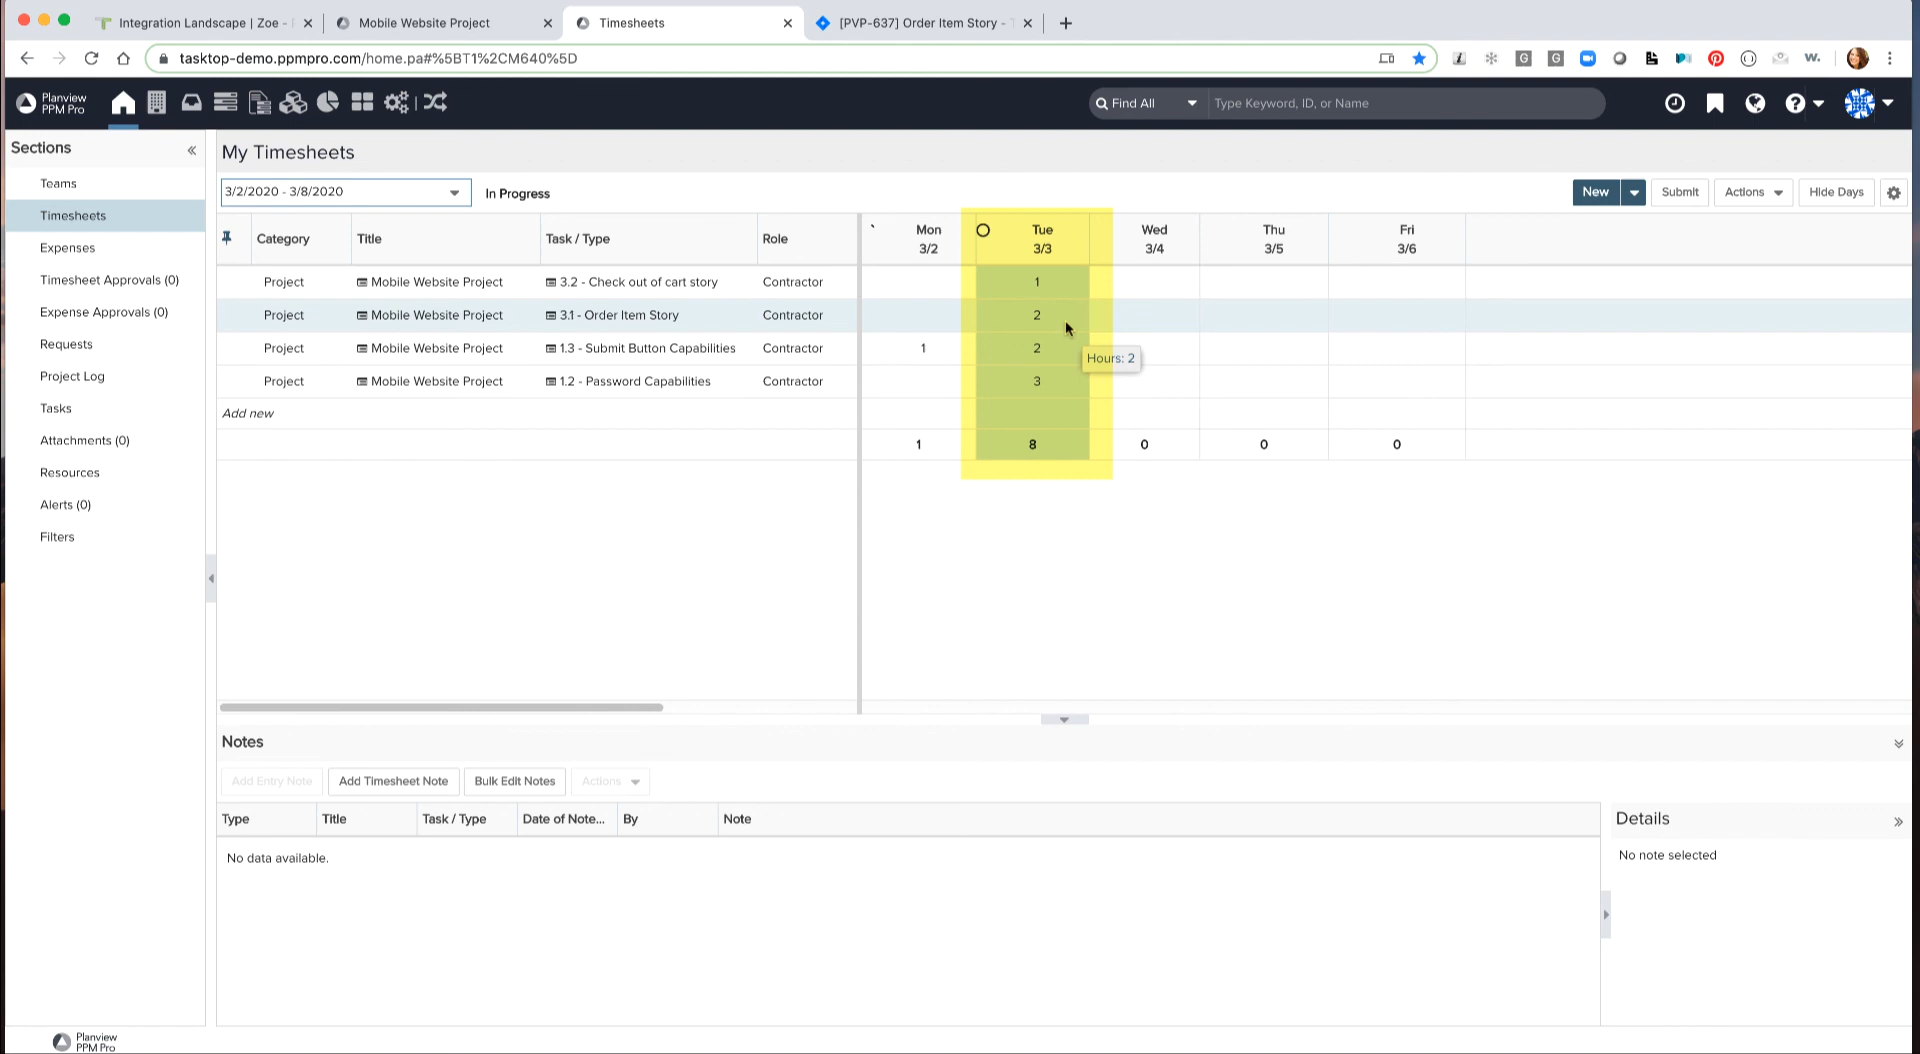 Integration Landscape | Zoe -
Mobile Website Project
Timesheets
[PVP-637] Order Item Story -
tasktop-demo.ppmpro.com/home.pa#%5BT1%2CM640%5D
Planview
PPM Pro
Find All
Type Keyword, ID, or Name
Sections
Teams
Timesheets
Expenses
Timesheet Approvals (0)
Expense Approvals (0)
Requests
Project Log
Tasks
Attachments (0)
Resources
Alerts (0)
Filters
My Timesheets
3/2/2020 - 3/8/2020 In Progress
New Submit Actions Hide Days
Category Title Task / Type Role Mon 3/2 Tue 3/3 Wed 3/4 Thu 3/5 Fri 3/6
Project Mobile Website Project 3.2 - Check out of cart story Contractor 1
Project Mobile Website Project 3.1 - Order Item Story Contractor 2
Project Mobile Website Project 1.3 - Submit Button Capabilities Contractor 1 2
Hours: 2
Project Mobile Website Project 1.2 - Password Capabilities Contractor 3
Add new
1 8 0 0 0
Notes
Add Entry Note Add Timesheet Note Bulk Edit Notes Actions
Type Title Task / Type Date of Note... By Note
No data available.
Details
No note selected
Planview
PPM Pro